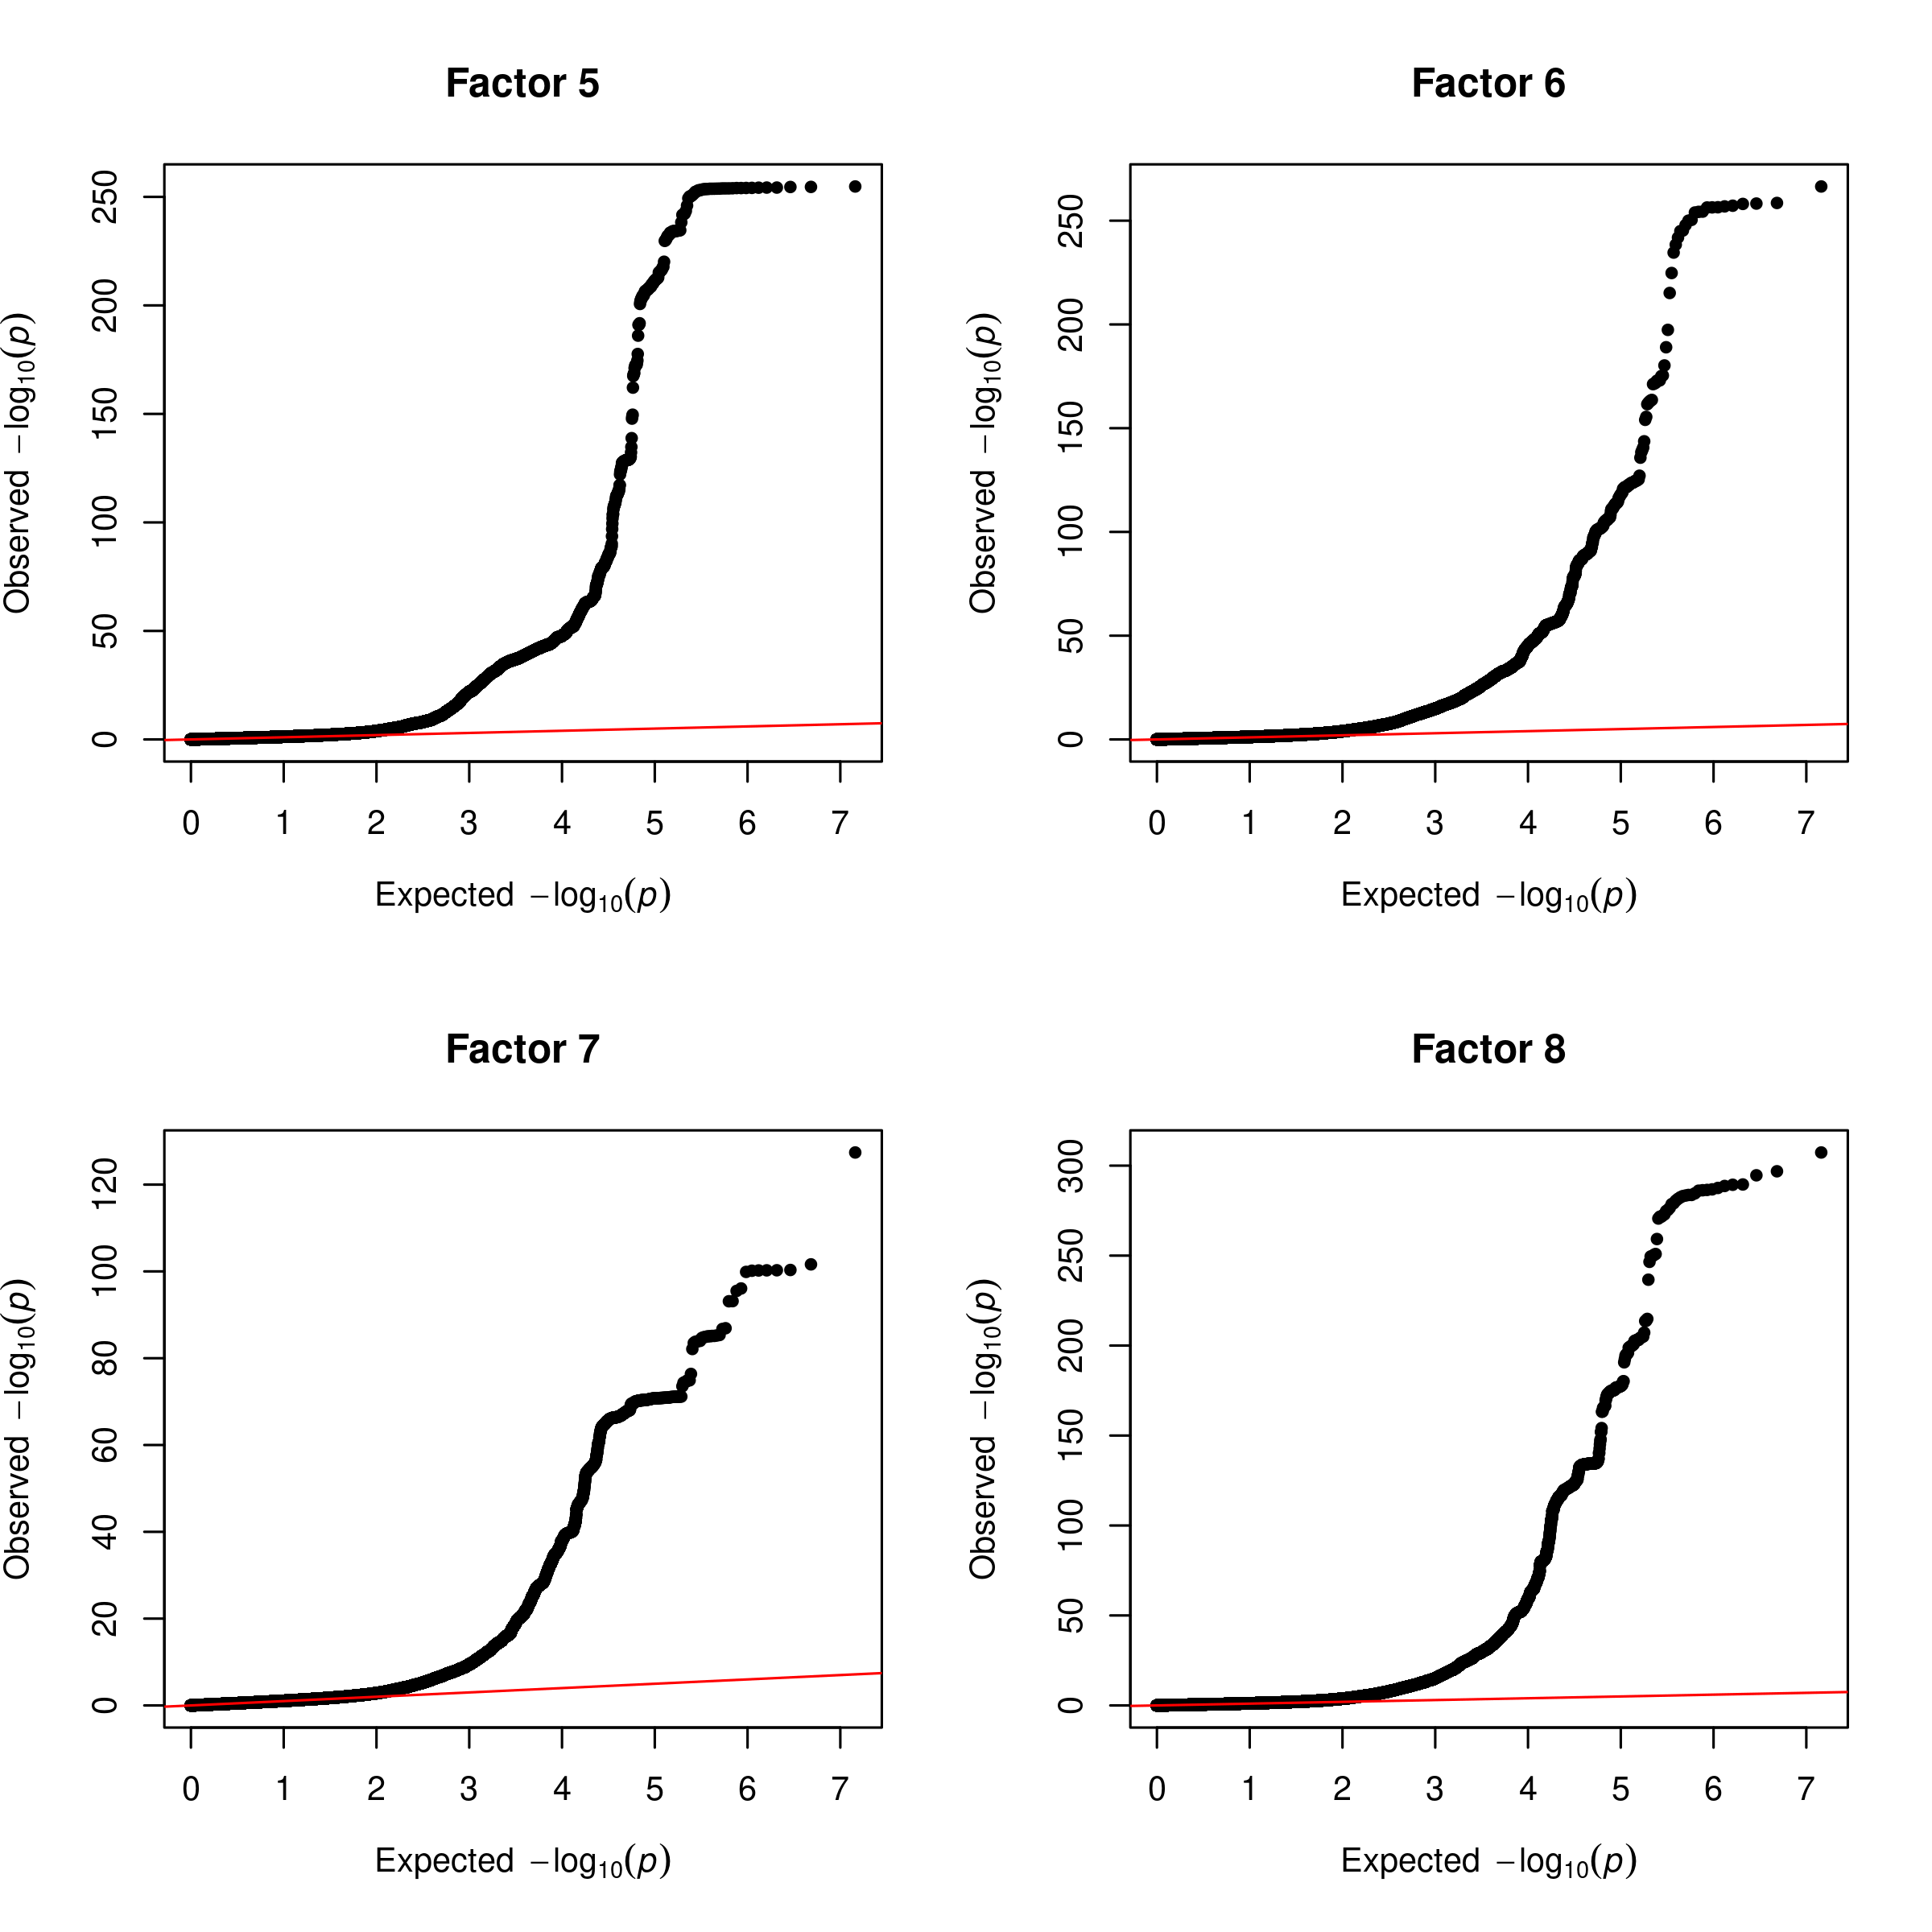 Factor 5
Observed −log10(p)
250
200
150
100
50
0
0 1 2 3 4 5 6 7
Expected −log10(p)
Factor 6
Observed −log10(p)
250
200
150
100
50
0
0 1 2 3 4 5 6 7
Expected −log10(p)
Factor 7
Observed −log10(p)
120
100
80
60
40
20
0
0 1 2 3 4 5 6 7
Expected −log10(p)
Factor 8
Observed −log10(p)
300
250
200
150
100
50
0
0 1 2 3 4 5 6 7
Expected −log10(p)